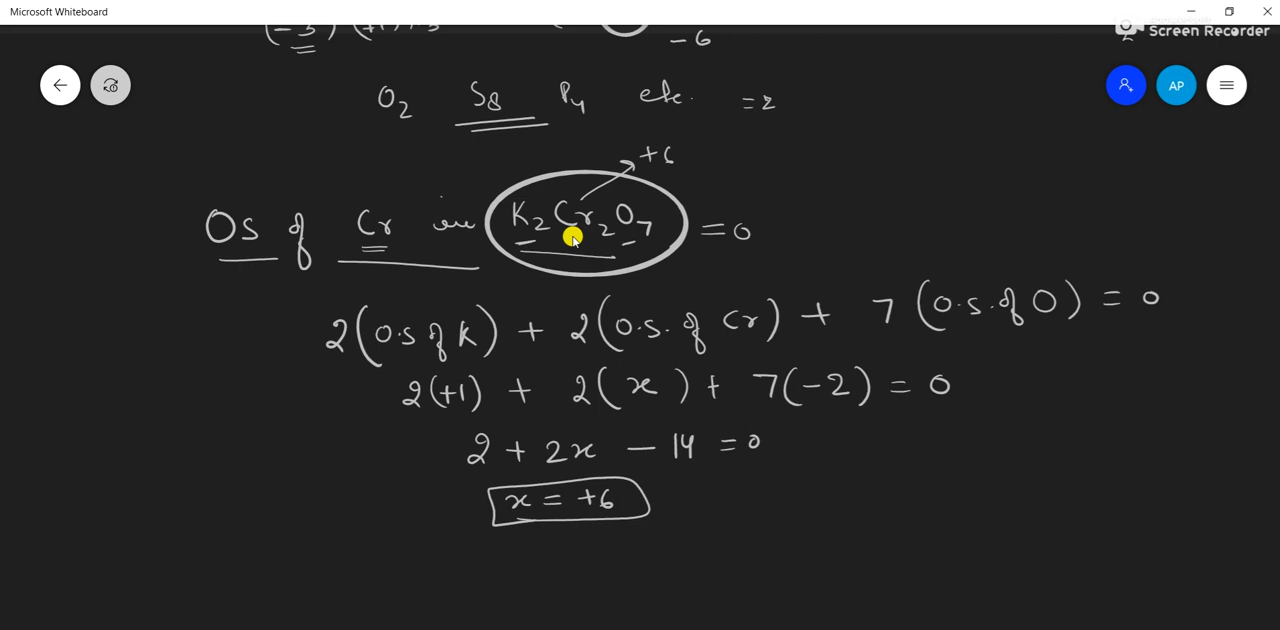 Microsoft Whiteboard
Screen Recorder
- 6
AP
O₂ S₈ P₄ etc. = z
+6
OS of Cr in K₂Cr₂O₇ = 0
2(O.S of K) + 2(O.S. of Cr) + 7(O.S. of O) = 0
2(+1) + 2(x) + 7(-2) = 0
2 + 2x - 14 = 0
x = +6